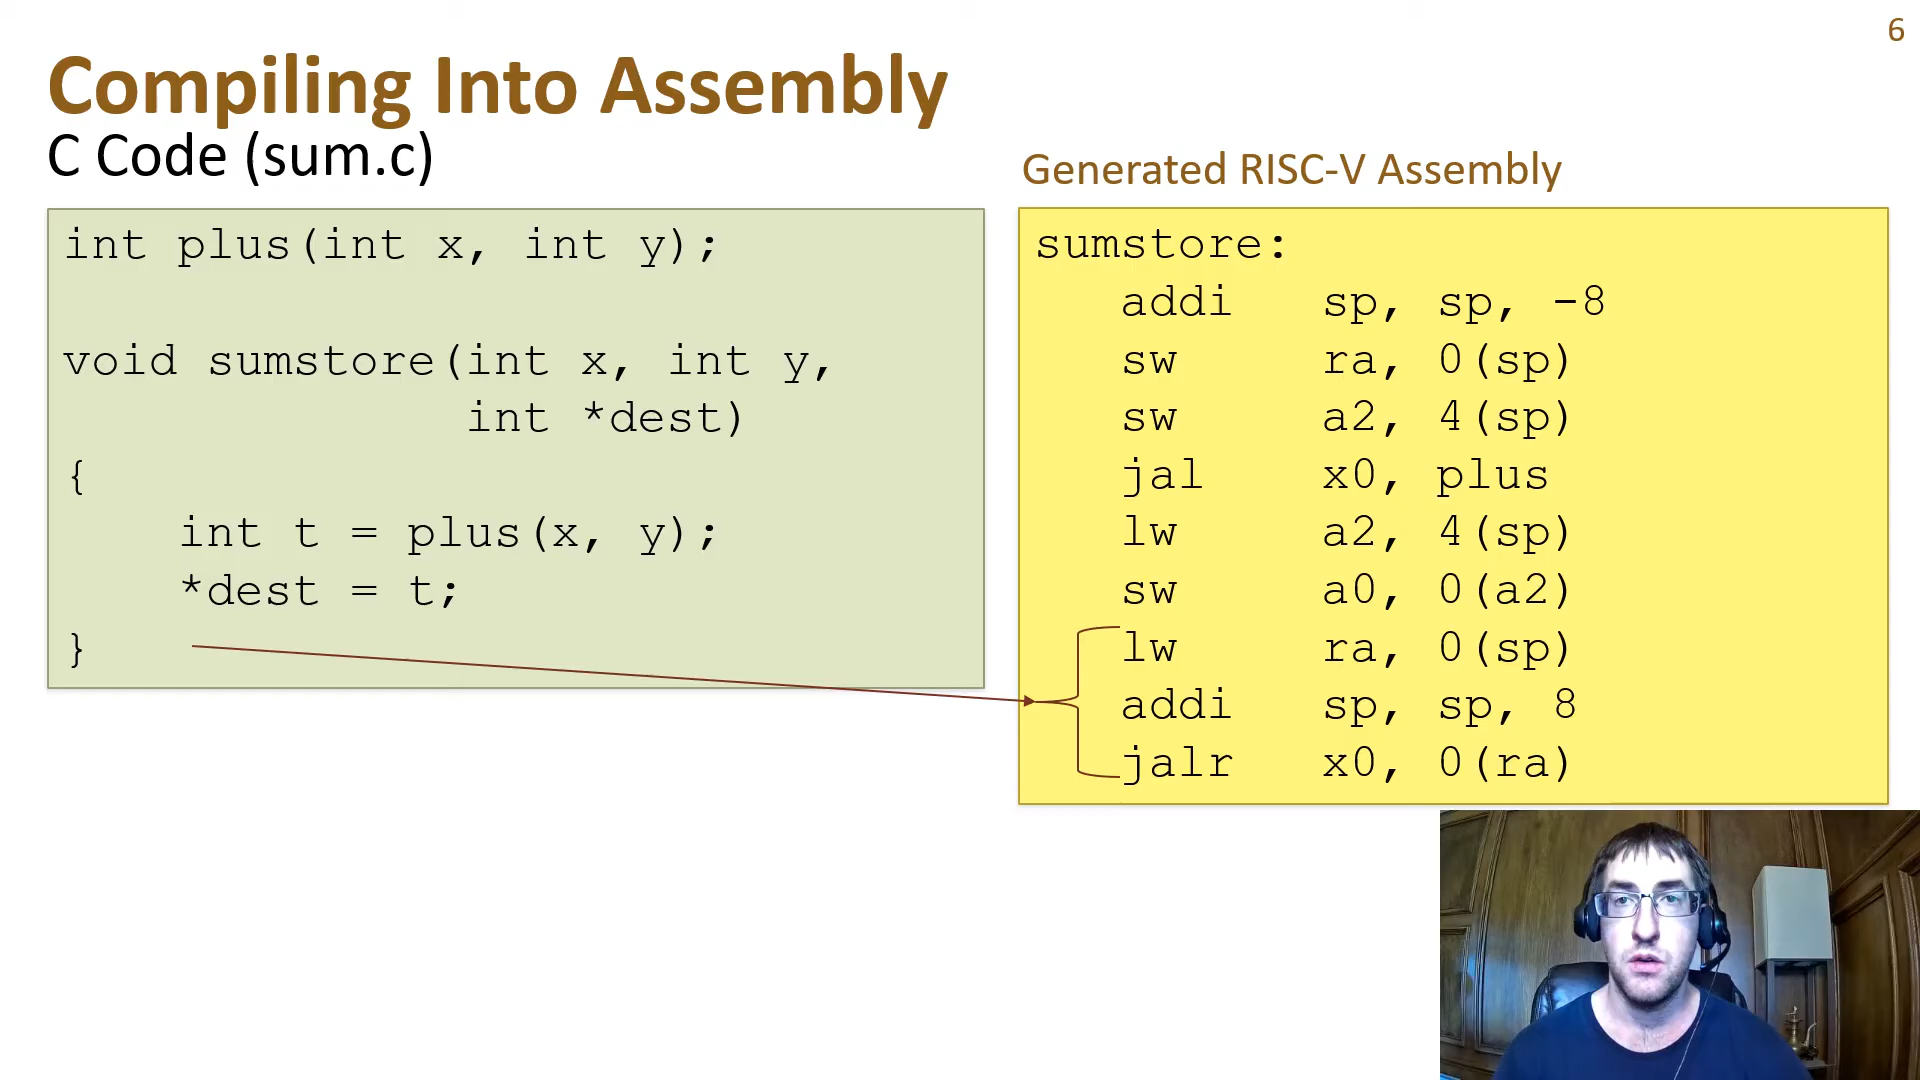 6
Compiling Into Assembly
C Code (sum.c)
int plus(int x, int y);
void sumstore(int x, int y,
int *dest)
{
int t = plus(x, y);
*dest = t;
}
Generated RISC-V Assembly
sumstore:
addi sp, sp, -8
sw ra, 0(sp)
sw a2, 4(sp)
jal x0, plus
lw a2, 4(sp)
sw a0, 0(a2)
lw ra, 0(sp)
addi sp, sp, 8
jalr x0, 0(ra)